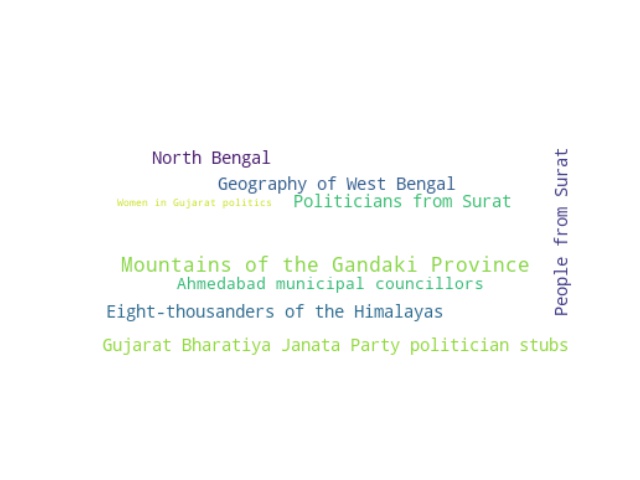 North Bengal
Geography of West Bengal
Women in Gujarat politics
Politicians from Surat
People from Surat
Mountains of the Gandaki Province
Ahmedabad municipal councillors
Eight-thousanders of the Himalayas
Gujarat Bharatiya Janata Party politician stubs